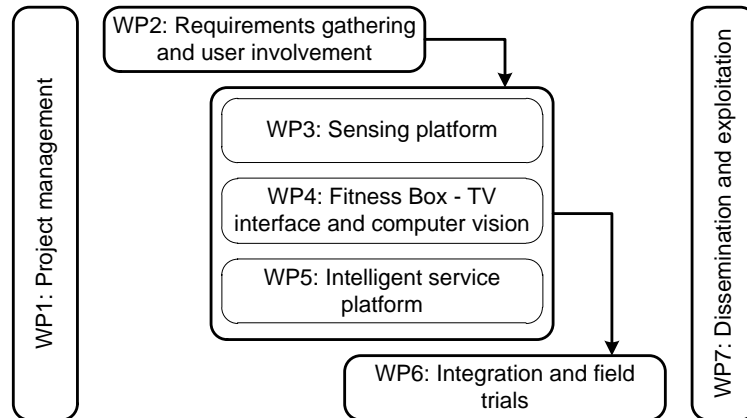 WP1: Project management
WP2: Requirements gathering
and user involvement
WP3: Sensing platform
WP4: Fitness Box - TV
interface and computer vision
WP5: Intelligent service
platform
WP6: Integration and field
trials
WP7: Dissemination and exploitation